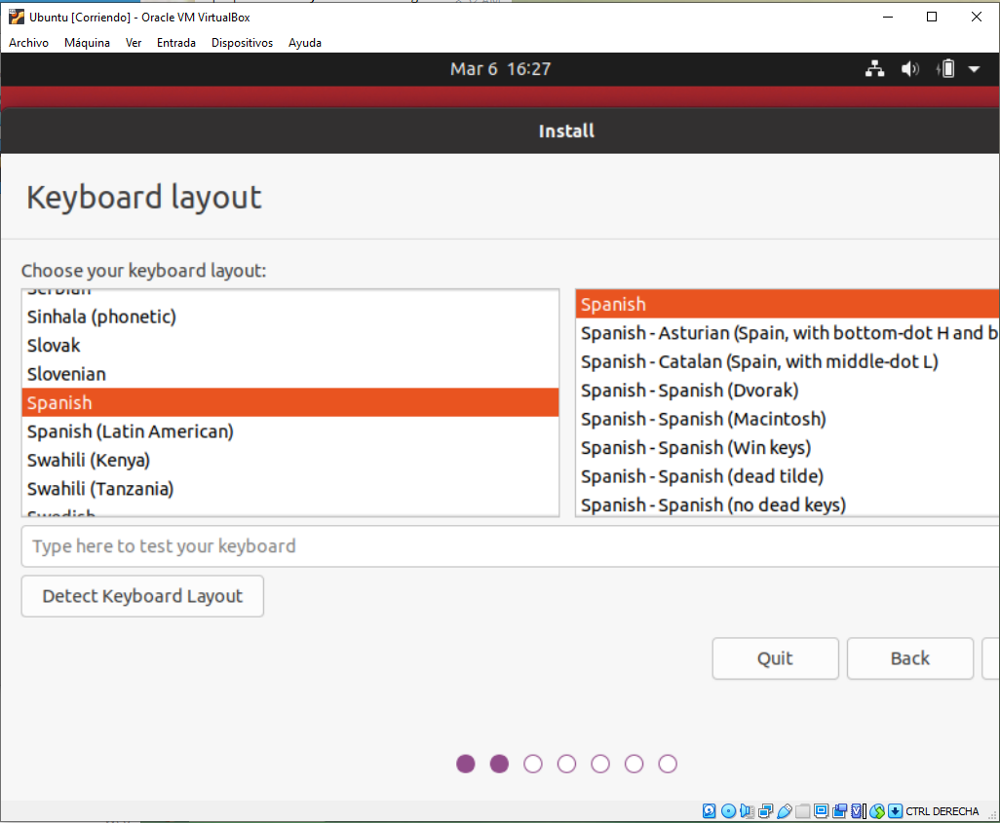 Ubuntu [Corriendo] - Oracle VM VirtualBox
Archivo Máquina Ver Entrada Dispositivos Ayuda
Mar 6 16:27
Install
Keyboard layout
Choose your keyboard layout:
Serbian
Sinhala (phonetic)
Slovak
Slovenian
Spanish
Spanish (Latin American)
Swahili (Kenya)
Swahili (Tanzania)
Swedish
Spanish
Spanish - Asturian (Spain, with bottom-dot H and b
Spanish - Catalan (Spain, with middle-dot L)
Spanish - Spanish (Dvorak)
Spanish - Spanish (Macintosh)
Spanish - Spanish (Win keys)
Spanish - Spanish (dead tilde)
Spanish - Spanish (no dead keys)
Type here to test your keyboard
Detect Keyboard Layout
Quit
Back
CTRL DERECHA